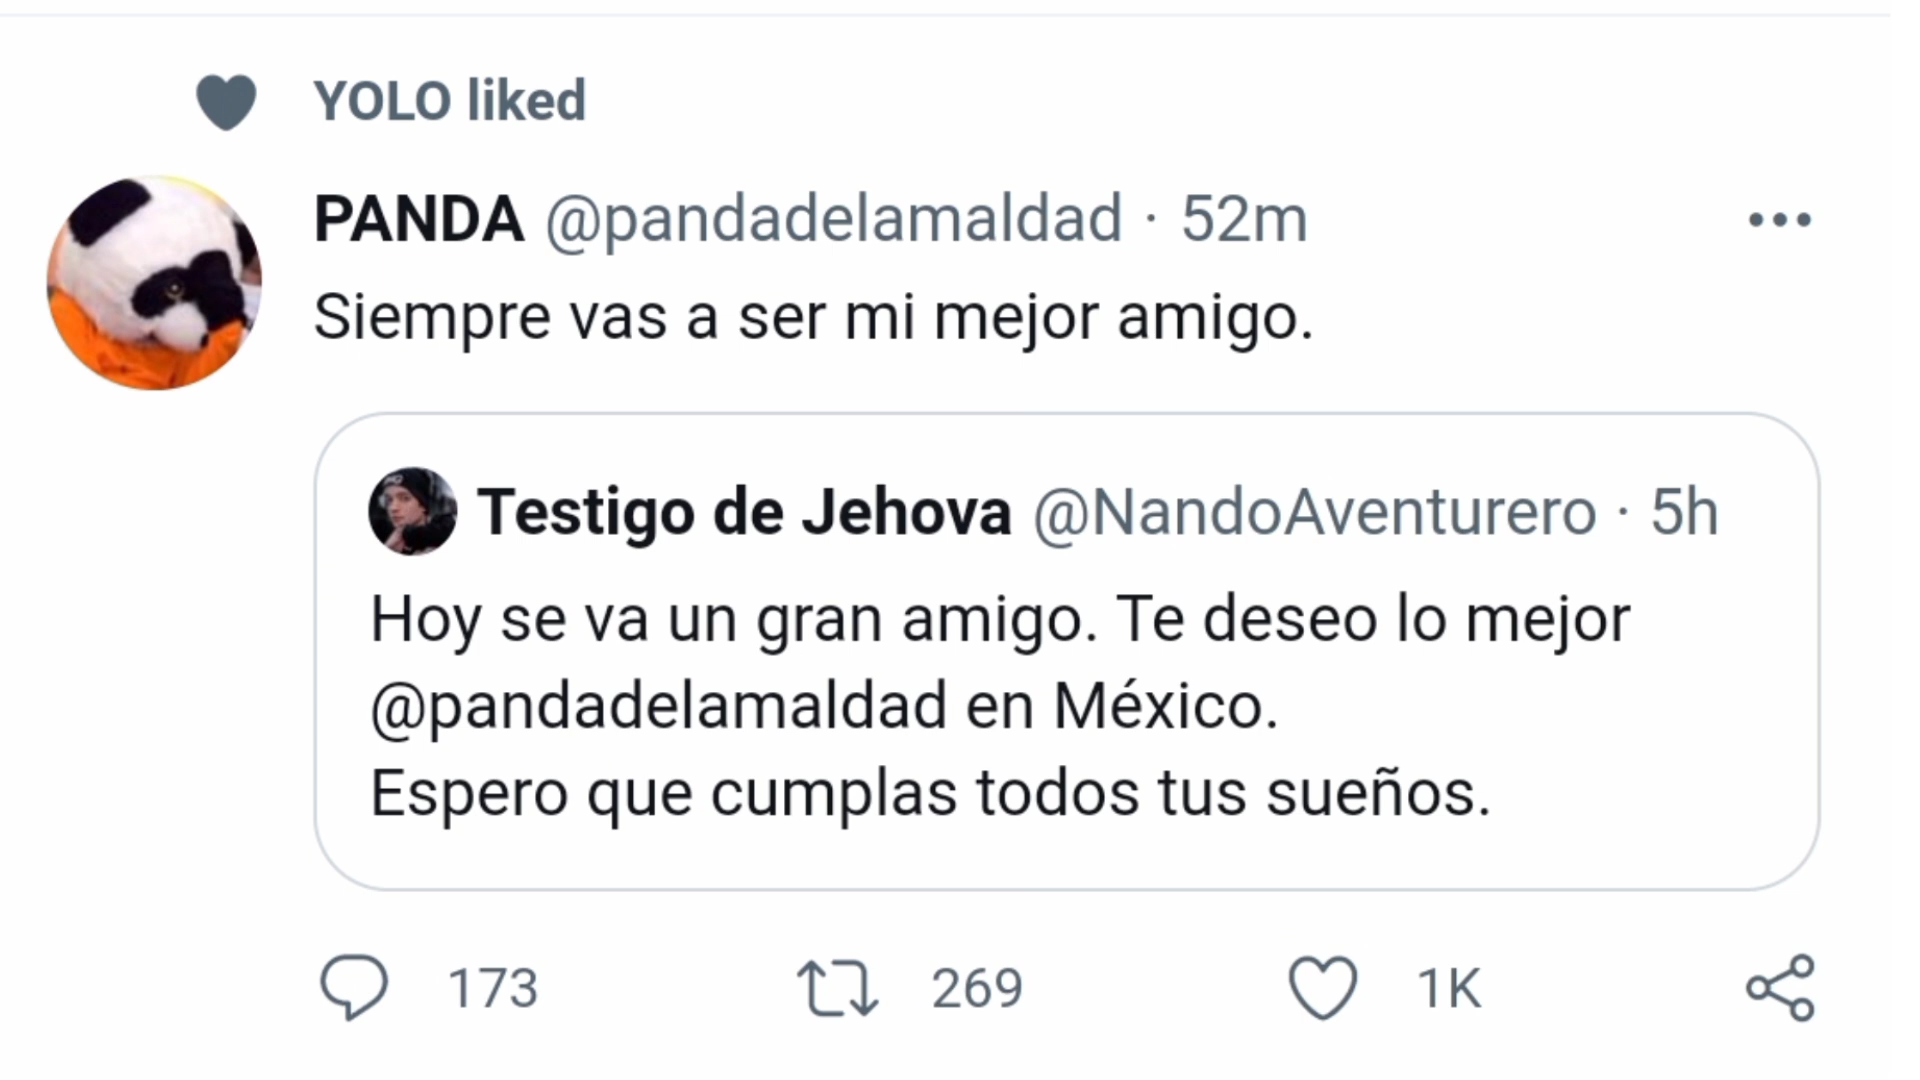 YOLO liked
PANDA @pandadelamaldad · 52m
Siempre vas a ser mi mejor amigo.
Testigo de Jehova @NandoAventurero · 5h
Hoy se va un gran amigo. Te deseo lo mejor
@pandadelamaldad en México.
Espero que cumplas todos tus sueños.
173 269 1K